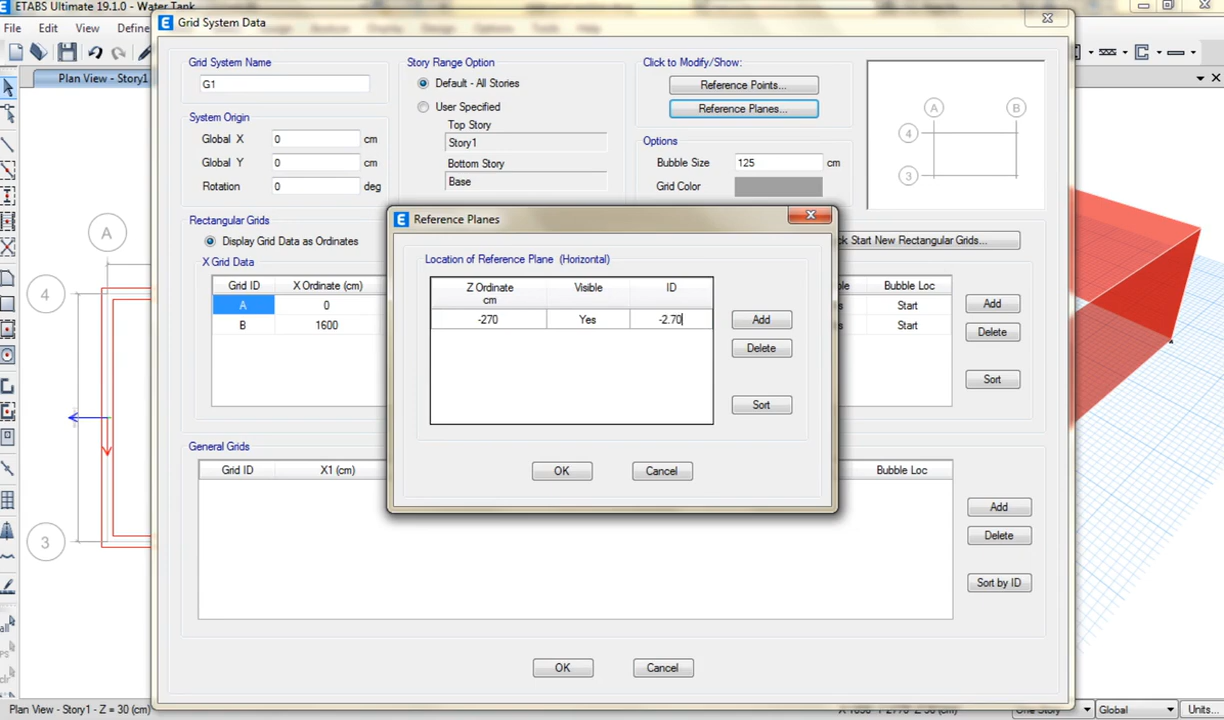 ETABS Ultimate 19.1.0 - Water Tank
Grid System Data
File Edit View Define
Plan View - Story1
Grid System Name
G1
System Origin
Global X 0 cm
Global Y 0 cm
Rotation 0 deg
Story Range Option
Default - All Stories
User Specified
Top Story
Story1
Bottom Story
Base
Click to Modify/Show:
Reference Points...
Reference Planes...
Options
Bubble Size 125 cm
Grid Color
A B
4
3
Rectangular Grids
Display Grid Data as Ordinates
Start New Rectangular Grids...
X Grid Data
Grid ID X Ordinate (cm)
A 0
B 1600
Bubble Loc
Start
Start
Add
Delete
Sort
Reference Planes
Location of Reference Plane (Horizontal)
Z Ordinate
cm
Visible ID
-270 Yes -2.70
Add
Delete
Sort
OK Cancel
General Grids
Grid ID X1 (cm) Bubble Loc
Add
Delete
Sort by ID
OK Cancel
A
4
3
Plan View - Story1 - Z = 30 (cm)
One Story Global Units...